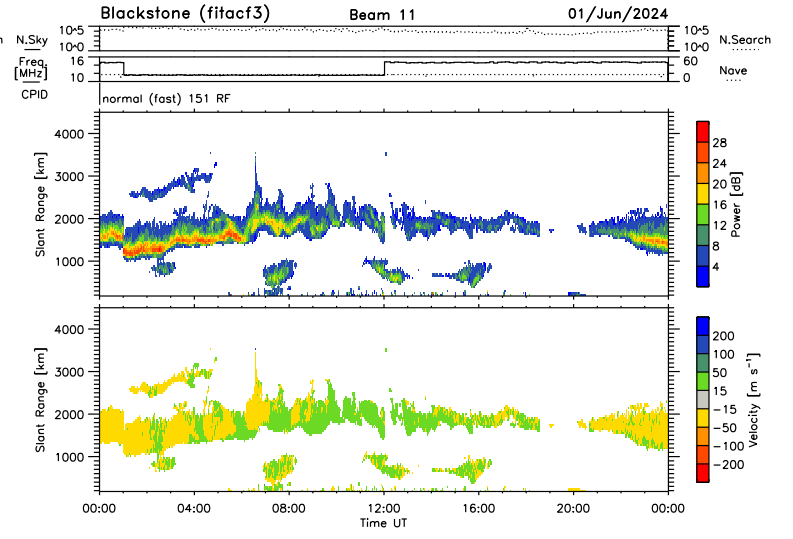 Blackstone (fitacf3) Beam 11 01/Jun/2024
N.Sky 10^5 10^5 N.Search
10^0 10^0
Freq. 16 60 Nave
[MHz] 10 0
CPID normal (fast) 151 RF
Slant Range [km]
4000
3000
2000
1000
28
24
20
16
12
8
4
Power [dB]
Slant Range [km]
4000
3000
2000
1000
200
100
50
15
−15
−50
−100
−200
Velocity [m s⁻¹]
00:00 04:00 08:00 12:00 16:00 20:00 00:00
Time UT